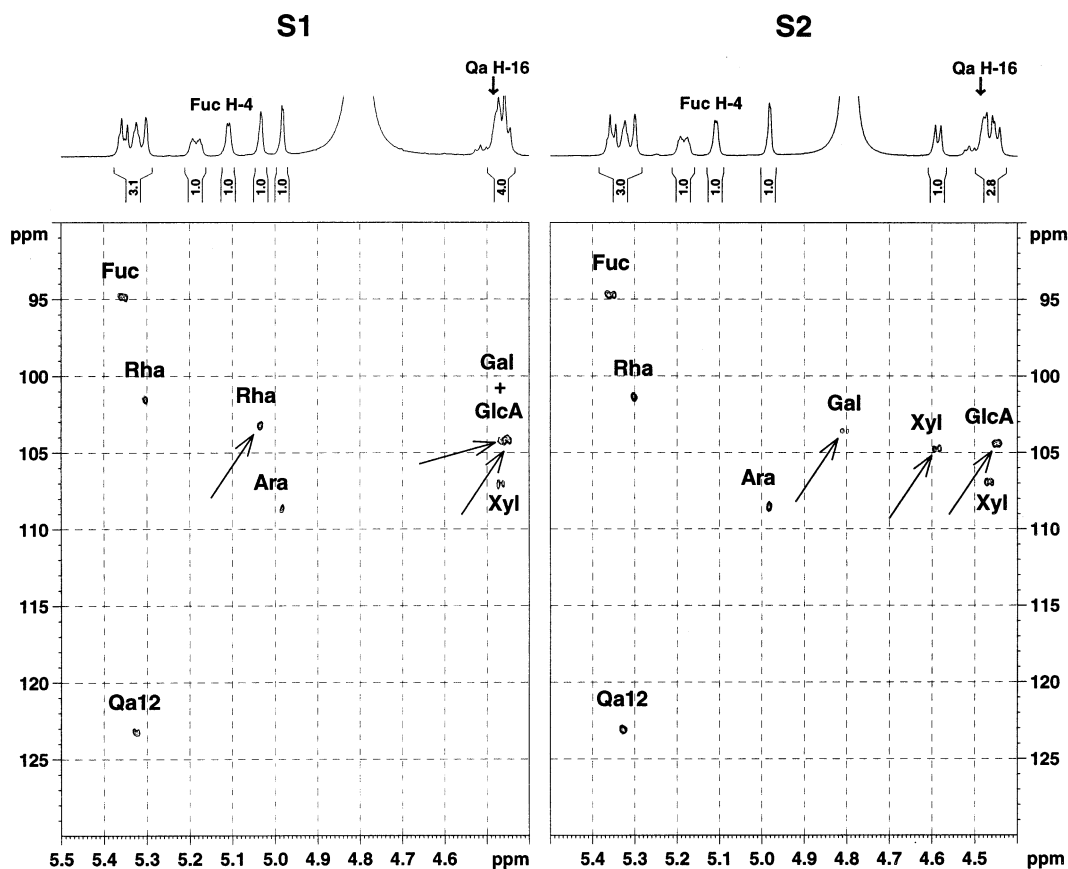 S1
Qa H-16
Fuc H-4
3.1 1.0 1.0 1.0 1.0 4.0
ppm
95
100
105
110
115
120
125
Fuc
Rha
Rha
Gal
+
GlcA
Ara
Xyl
Qa12
5.5 5.4 5.3 5.2 5.1 5.0 4.9 4.8 4.7 4.6 ppm
S2
Qa H-16
Fuc H-4
3.0 1.0 1.0 1.0 1.0 2.8
ppm
Fuc
Rha
Gal
Xyl
GlcA
Ara
Xyl
Qa12
95
100
105
110
115
120
125
5.4 5.3 5.2 5.1 5.0 4.9 4.8 4.7 4.6 4.5 ppm